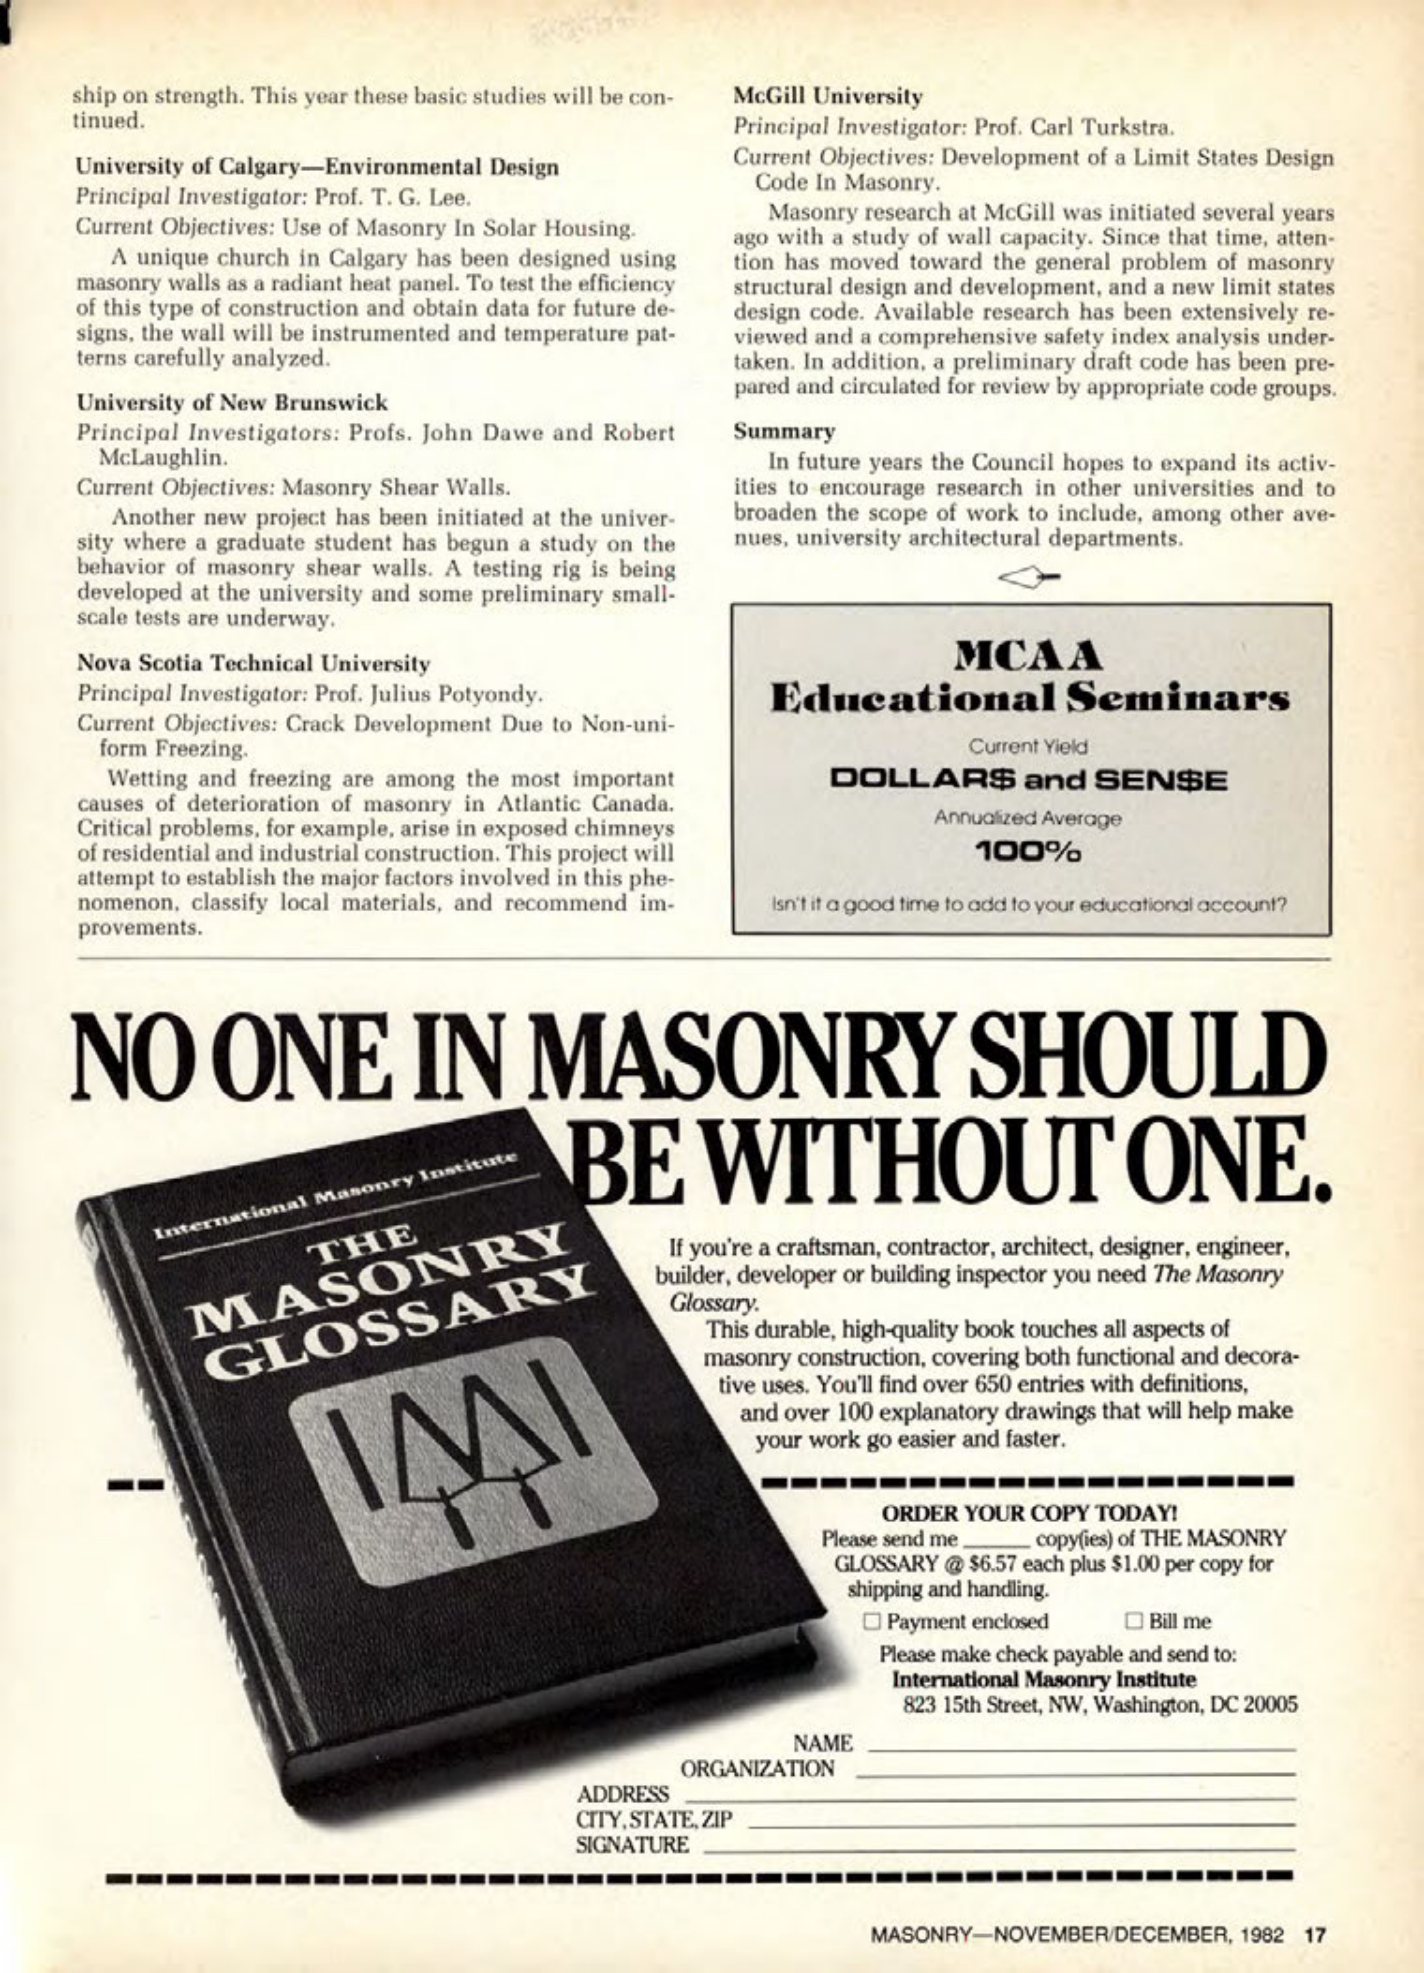 ship on strength. This year these basic studies will be con-
tinued.
University of Calgary—Environmental Design
Principal Investigator: Prof. T. G. Lee.
Current Objectives: Use of Masonry In Solar Housing.
A unique church in Calgary has been designed using
masonry walls as a radiant heat panel. To test the efficiency
of this type of construction and obtain data for future de-
signs, the wall will be instrumented and temperature pat-
terns carefully analyzed.
University of New Brunswick
Principal Investigators: Profs. John Dawe and Robert
McLaughlin.
Current Objectives: Masonry Shear Walls.
Another new project has been initiated at the univer-
sity where a graduate student has begun a study on the
behavior of masonry shear walls. A testing rig is being
developed at the university and some preliminary small-
scale tests are underway.
Nova Scotia Technical University
Principal Investigator: Prof. Julius Potyondy.
Current Objectives: Crack Development Due to Non-uni-
form Freezing.
Wetting and freezing are among the most important
causes of deterioration of masonry in Atlantic Canada.
Critical problems, for example, arise in exposed chimneys
of residential and industrial construction. This project will
attempt to establish the major factors involved in this phe-
nomenon, classify local materials, and recommend im-
provements.
McGill University
Principal Investigator: Prof. Carl Turkstra.
Current Objectives: Development of a Limit States Design
Code In Masonry.
Masonry research at McGill was initiated several years
ago with a study of wall capacity. Since that time, atten-
tion has moved toward the general problem of masonry
structural design and development, and a new limit states
design code. Available research has been extensively re-
viewed and a comprehensive safety index analysis under-
taken. In addition, a preliminary draft code has been pre-
pared and circulated for review by appropriate code groups.
Summary
In future years the Council hopes to expand its activ-
ities to encourage research in other universities and to
broaden the scope of work to include, among other ave-
nues, university architectural departments.
MCAA
Educational Seminars
Current Yield
DOLLAR$ and SEN$E
Annualized Average
100%
Isn't it a good time to add to your educational account?
NO ONE IN MASONRY SHOULD
BE WITHOUT ONE.
International Masonry Institute
THE
MASONRY
GLOSSARY
IMI
If you're a craftsman, contractor, architect, designer, engineer,
builder, developer or building inspector you need The Masonry
Glossary.
This durable, high-quality book touches all aspects of
masonry construction, covering both functional and decora-
tive uses. You'll find over 650 entries with definitions,
and over 100 explanatory drawings that will help make
your work go easier and faster.
ORDER YOUR COPY TODAY!
Please send me ______ copy(ies) of THE MASONRY
GLOSSARY @ $6.57 each plus $1.00 per copy for
shipping and handling.
☐ Payment enclosed ☐ Bill me
Please make check payable and send to:
International Masonry Institute
823 15th Street, NW, Washington, DC 20005
NAME
ORGANIZATION
ADDRESS
CITY, STATE, ZIP
SIGNATURE
MASONRY—NOVEMBER/DECEMBER, 1982 17